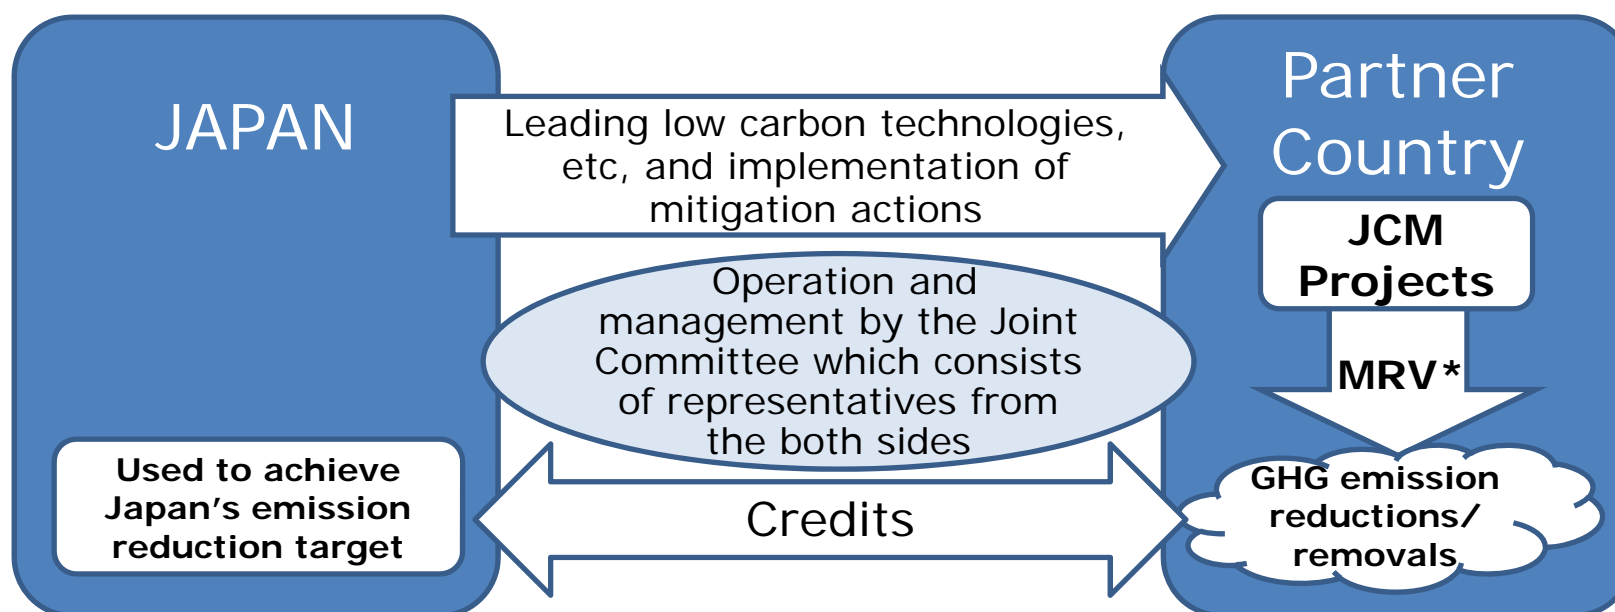 JAPAN
Leading low carbon technologies,
etc, and implementation of
mitigation actions
Partner
Country
JCM
Projects
Operation and
management by the Joint
Committee which consists
of representatives from
the both sides
MRV*
Used to achieve
Japan’s emission
reduction target
Credits
GHG emission
reductions/
removals